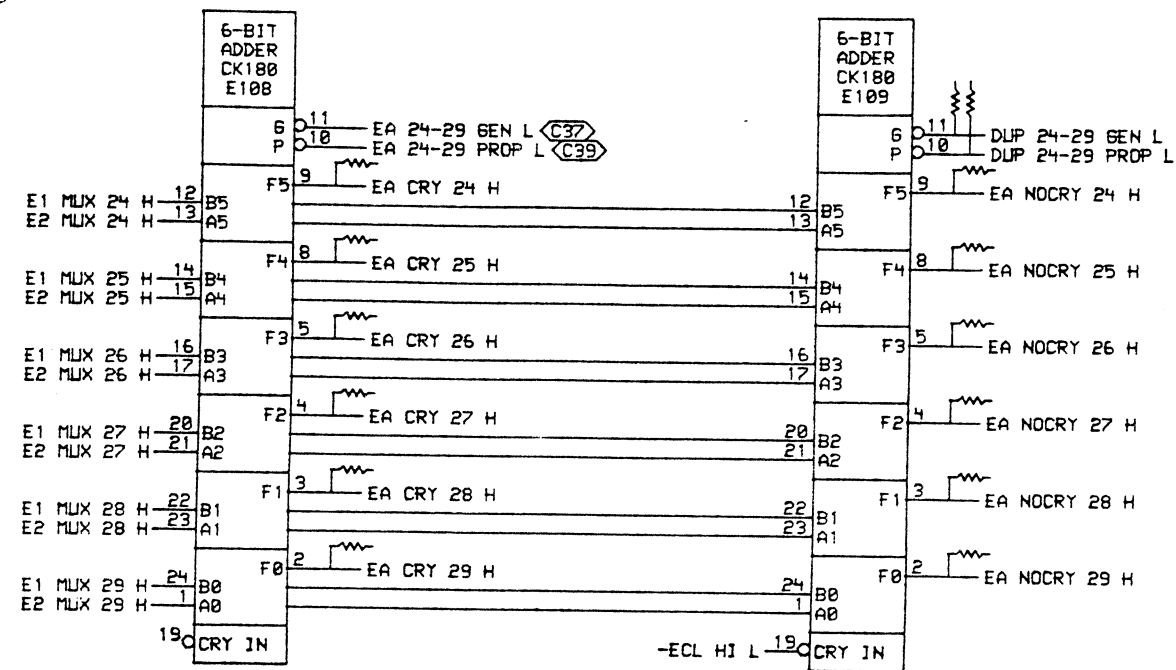 6-BIT
ADDER
CK180
E108
G 11 EA 24-29 GEN L C37
P 10 EA 24-29 PROP L C39
F5 9 EA CRY 24 H
E1 MUX 24 H 12 B5
E2 MUX 24 H 13 A5
F4 8 EA CRY 25 H
E1 MUX 25 H 14 B4
E2 MUX 25 H 15 A4
F3 5 EA CRY 26 H
E1 MUX 26 H 16 B3
E2 MUX 26 H 17 A3
F2 4 EA CRY 27 H
E1 MUX 27 H 20 B2
E2 MUX 27 H 21 A2
F1 3 EA CRY 28 H
E1 MUX 28 H 22 B1
E2 MUX 28 H 23 A1
F0 2 EA CRY 29 H
E1 MUX 29 H 24 B0
E2 MUX 29 H 1 A0
19 CRY IN
6-BIT
ADDER
CK180
E109
G 11 DUP 24-29 GEN L
P 10 DUP 24-29 PROP L
F5 9 EA NOCRY 24 H
12 B5
13 A5
F4 8 EA NOCRY 25 H
14 B4
15 A4
F3 5 EA NOCRY 26 H
16 B3
17 A3
F2 4 EA NOCRY 27 H
20 B2
21 A2
F1 3 EA NOCRY 28 H
22 B1
23 A1
F0 2 EA NOCRY 29 H
24 B0
1 A0
-ECL HI L 19 CRY IN